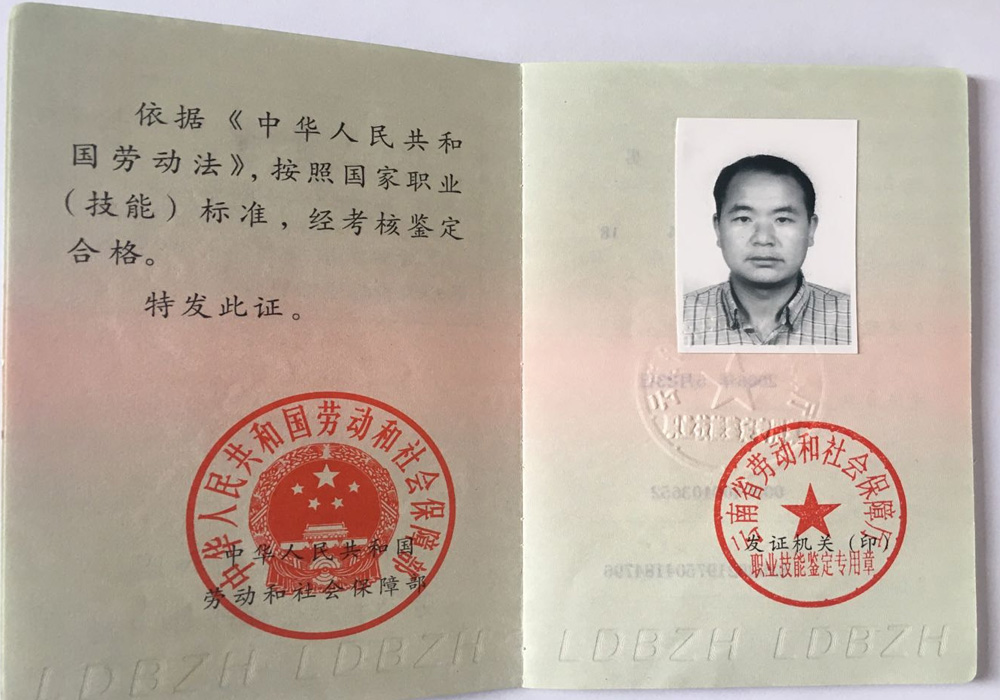 依据《中华人民共和
国劳动法》，按照国家职业
（技能）标准，经考核鉴定
合格。
特发此证。
中华人民共和国劳动和社会保障部
中华人民共和国
劳动和社会保障部
LDBZH LDBZH
云南省劳动和社会保障厅
发证机关（印）
职业技能鉴定专用章
LDBZH LDBZH